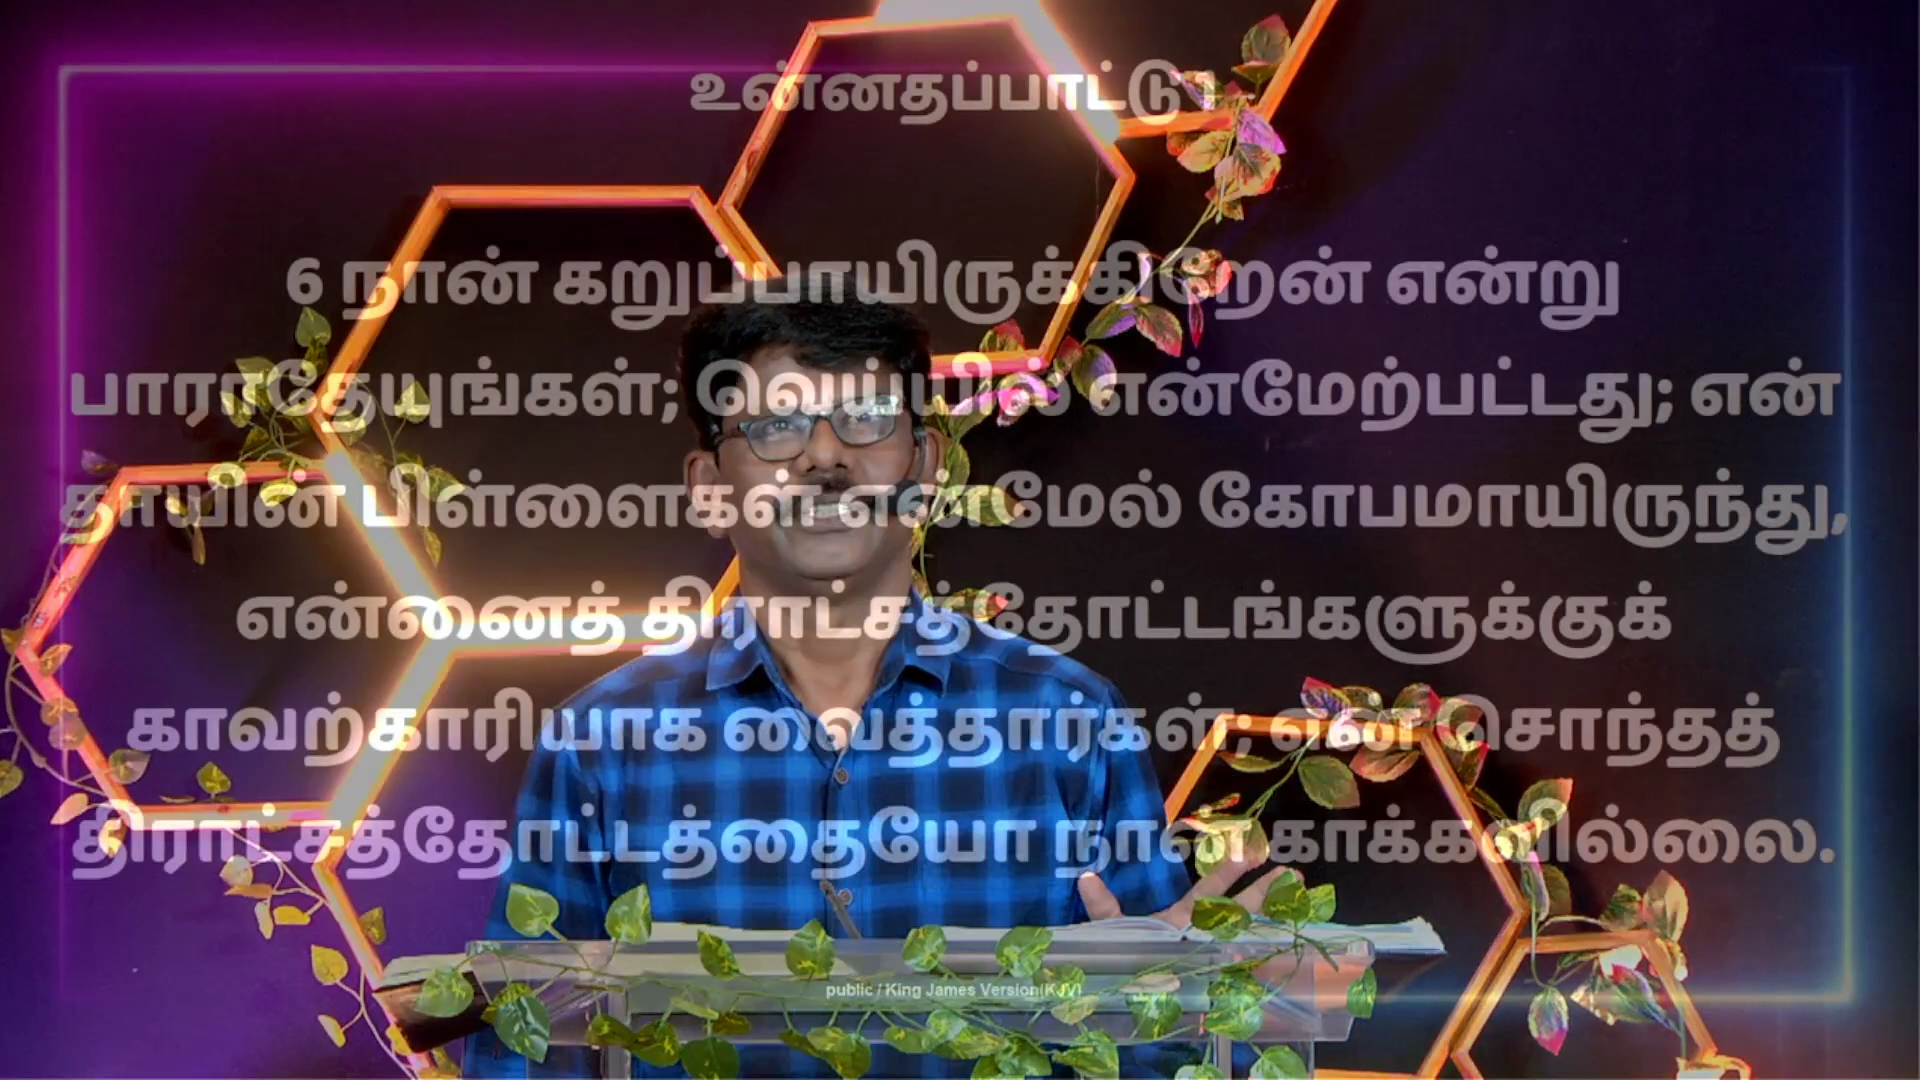 உன்னதப்பாட்டு 1
6 நான் கறுப்பாயிருக்கிறேன் என்று
பாராதேயுங்கள்; வெய்யில் என்மேற்பட்டது; என்
தாயின் பிள்ளைகள் என்மேல் கோபமாயிருந்து,
என்னைத் திராட்சத்தோட்டங்களுக்குக்
காவற்காரியாக வைத்தார்கள்; என் சொந்தத்
திராட்சத்தோட்டத்தையோ நான் காக்கவில்லை.
public / King James Version(KJV)